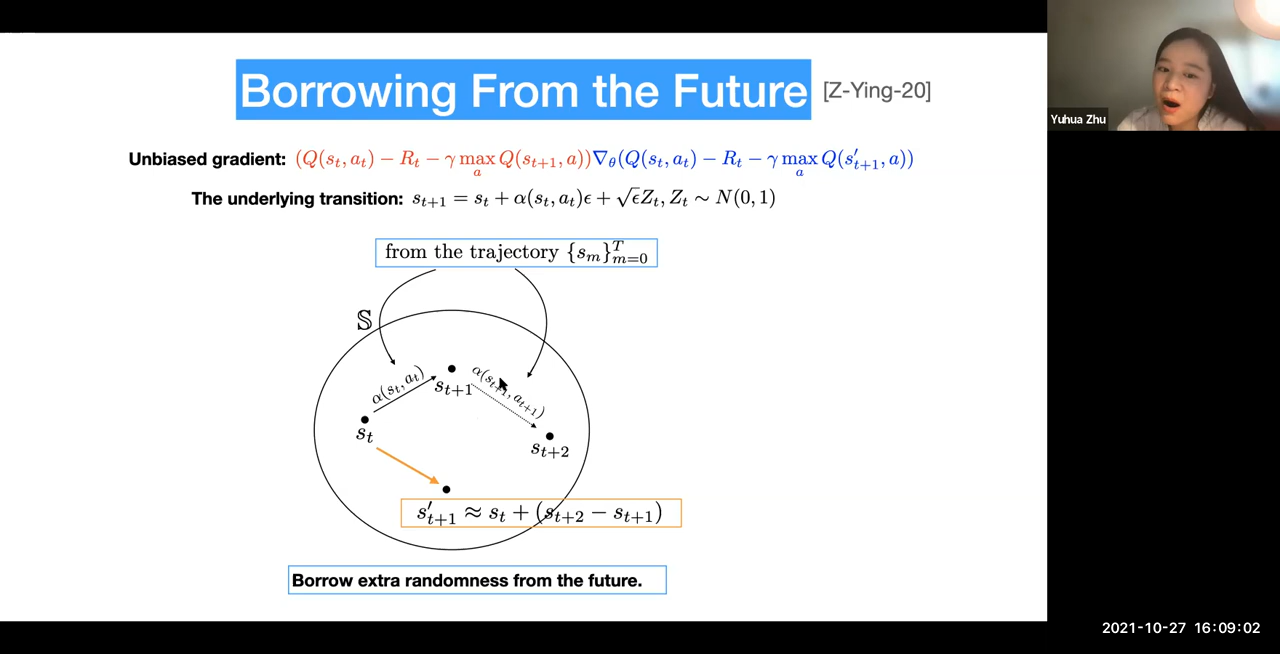 Borrowing From the Future [Z-Ying-20]
Yuhua Zhu
Unbiased gradient: (Q(s_t, a_t) − R_t − γ max_a Q(s_{t+1}, a))∇_θ(Q(s_t, a_t) − R_t − γ max_a Q(s′_{t+1}, a))
The underlying transition: s_{t+1} = s_t + α(s_t, a_t)ϵ + √ϵZ_t, Z_t ∼ N(0, 1)
from the trajectory {s_m}^T_{m=0}
𝕊
α(s_t, a_t)
α(s_{t+1}, a_{t+1})
s_{t+1}
s_t
s_{t+2}
s′_{t+1} ≈ s_t + (s_{t+2} − s_{t+1})
Borrow extra randomness from the future.
2021-10-27 16:09:02